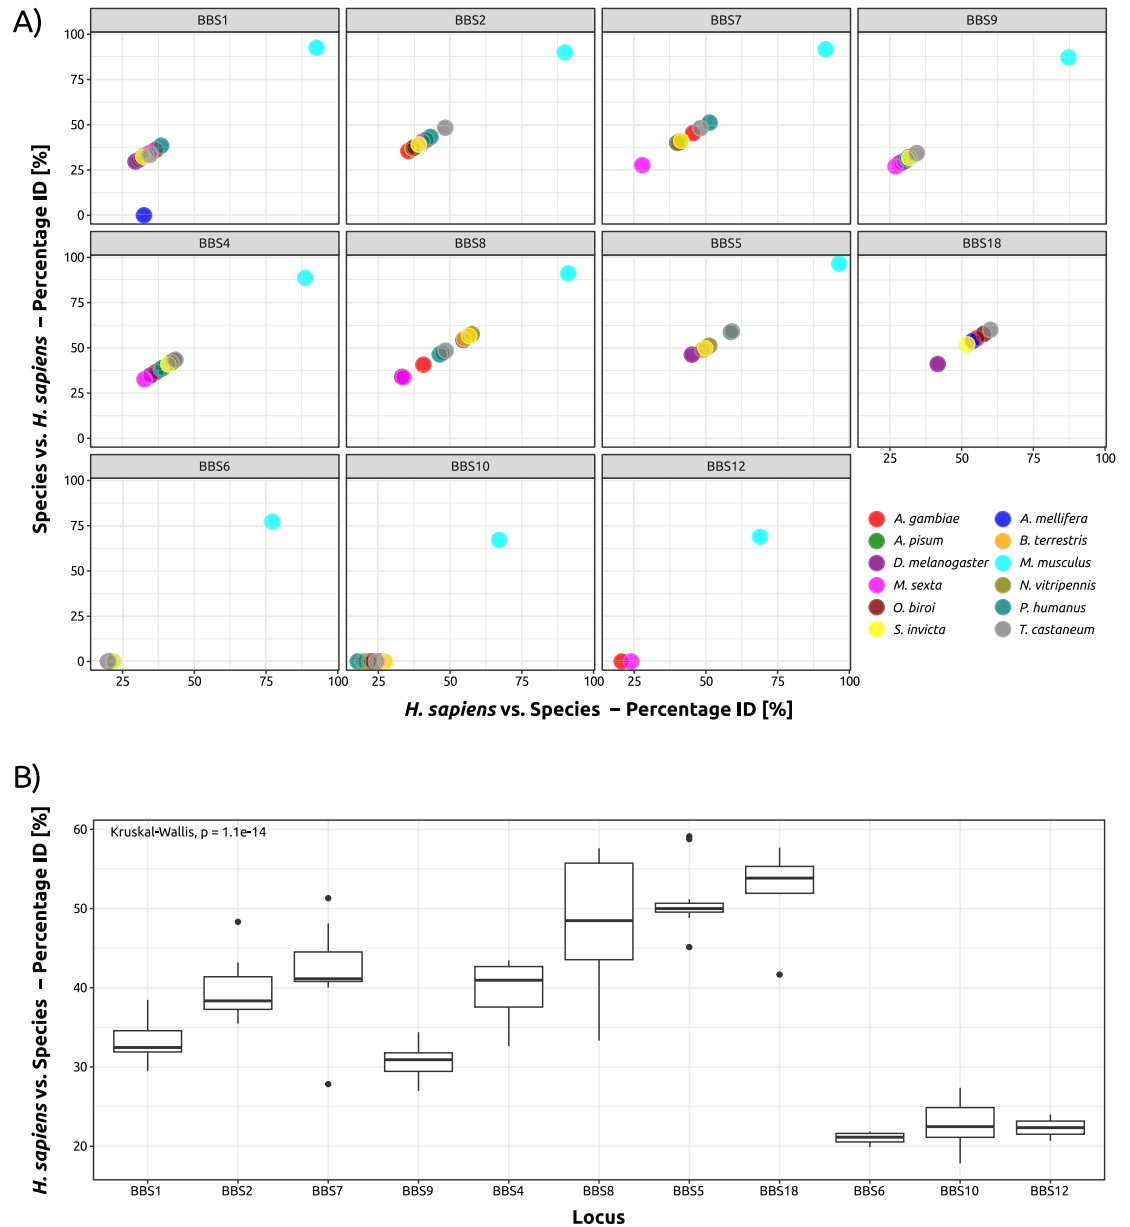 A)
BBS1 BBS2 BBS7 BBS9
100
75
50
25
0
BBS4 BBS8 BBS5 BBS18
100
75
50
25
0
25 50 75 100
BBS6 BBS10 BBS12
100
75
50
25
0
25 50 75 100 25 50 75 100 25 50 75 100
Species vs. H. sapiens – Percentage ID [%]
H. sapiens vs. Species – Percentage ID [%]
A. gambiae
A. pisum
D. melanogaster
M. sexta
O. biroi
S. invicta
A. mellifera
B. terrestris
M. musculus
N. vitripennis
P. humanus
T. castaneum
B)
Kruskal-Wallis, p = 1.1e-14
H. sapiens vs. Species – Percentage ID [%]
60
50
40
30
20
BBS1 BBS2 BBS7 BBS9 BBS4 BBS8 BBS5 BBS18 BBS6 BBS10 BBS12
Locus